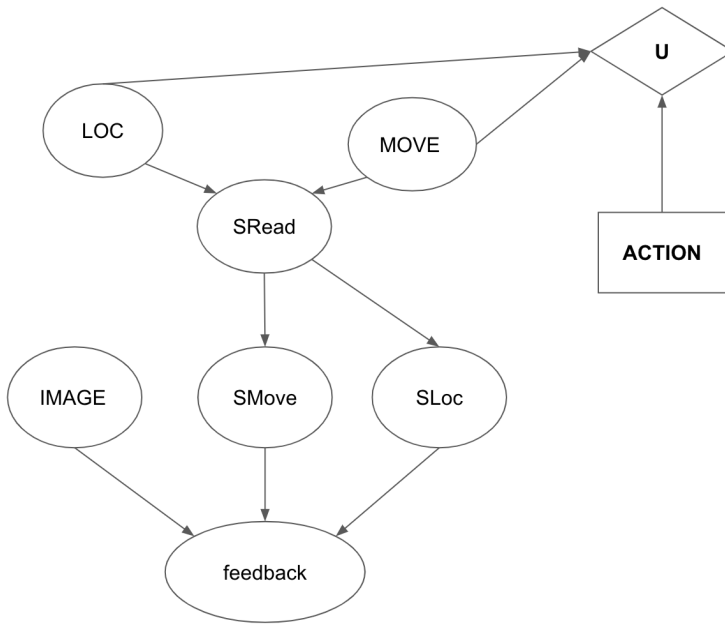 U
LOC
MOVE
SRead
ACTION
IMAGE
SMove
SLoc
feedback